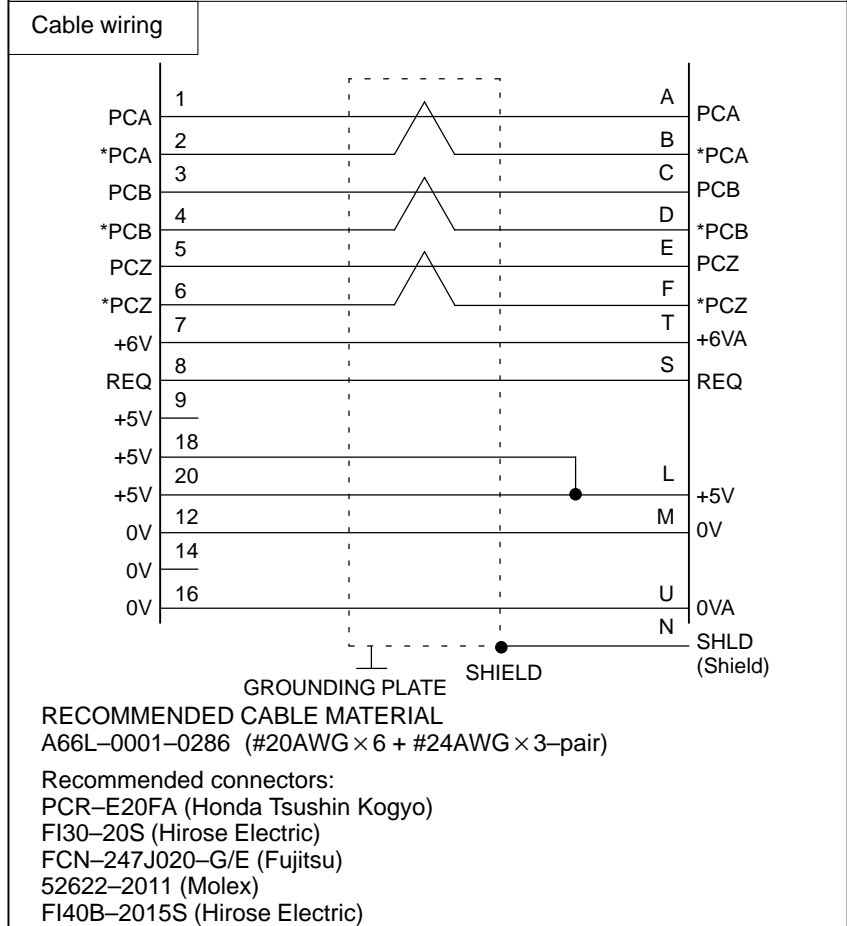 Cable wiring
PCA 1 A PCA
*PCA 2 B *PCA
PCB 3 C PCB
*PCB 4 D *PCB
PCZ 5 E PCZ
*PCZ 6 F *PCZ
+6V 7 T +6VA
REQ 8 S REQ
+5V 9
+5V 18
+5V 20 L +5V
0V 12 M 0V
0V 14
0V 16 U 0VA
N SHLD
(Shield)
GROUNDING PLATE SHIELD
RECOMMENDED CABLE MATERIAL
A66L–0001–0286 (#20AWG×6 + #24AWG×3–pair)
Recommended connectors:
PCR–E20FA (Honda Tsushin Kogyo)
FI30–20S (Hirose Electric)
FCN–247J020–G/E (Fujitsu)
52622–2011 (Molex)
FI40B–2015S (Hirose Electric)